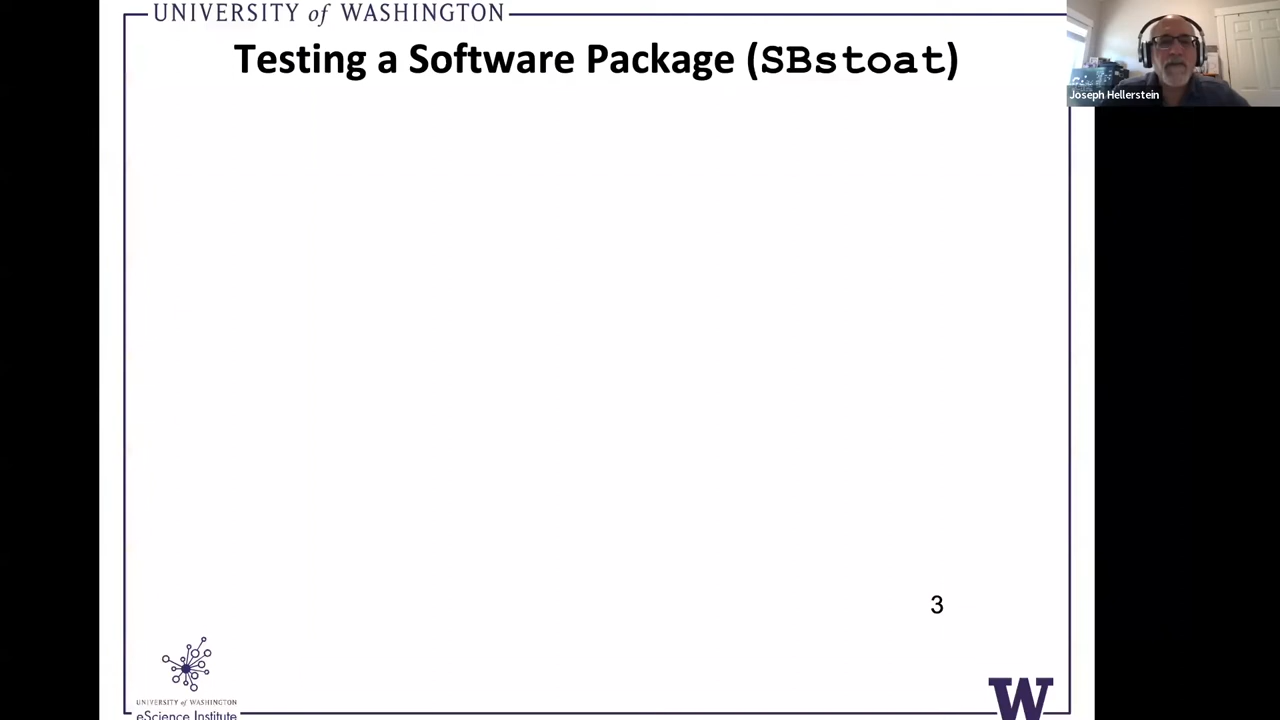 UNIVERSITY of WASHINGTON
Testing a Software Package (SBstoat)
Joseph Hellerstein
3
UNIVERSITY of WASHINGTON
eScience Institute
W